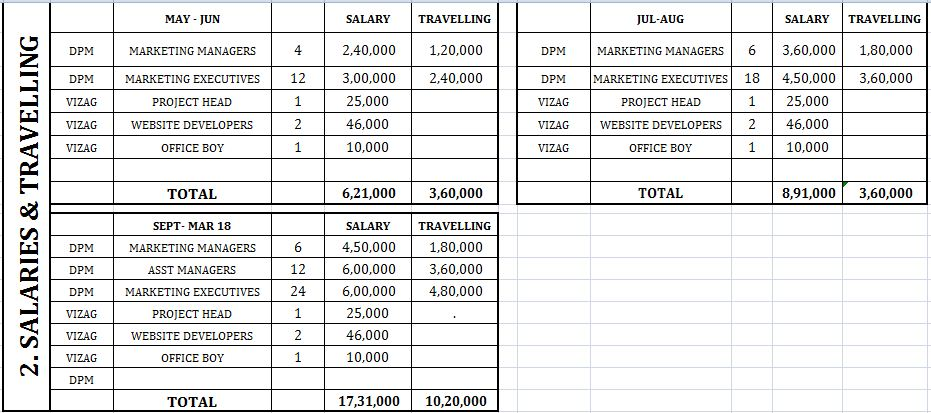 2. SALARIES & TRAVELLING
MAY - JUN SALARY TRAVELLING
DPM MARKETING MANAGERS 4 2,40,000 1,20,000
DPM MARKETING EXECUTIVES 12 3,00,000 2,40,000
VIZAG PROJECT HEAD 1 25,000
VIZAG WEBSITE DEVELOPERS 2 46,000
VIZAG OFFICE BOY 1 10,000
TOTAL 6,21,000 3,60,000
JUL-AUG SALARY TRAVELLING
DPM MARKETING MANAGERS 6 3,60,000 1,80,000
DPM MARKETING EXECUTIVES 18 4,50,000 3,60,000
VIZAG PROJECT HEAD 1 25,000
VIZAG WEBSITE DEVELOPERS 2 46,000
VIZAG OFFICE BOY 1 10,000
TOTAL 8,91,000 3,60,000
SEPT- MAR 18 SALARY TRAVELLING
DPM MARKETING MANAGERS 6 4,50,000 1,80,000
DPM ASST MANAGERS 12 6,00,000 3,60,000
DPM MARKETING EXECUTIVES 24 6,00,000 4,80,000
VIZAG PROJECT HEAD 1 25,000 .
VIZAG WEBSITE DEVELOPERS 2 46,000
VIZAG OFFICE BOY 1 10,000
DPM
TOTAL 17,31,000 10,20,000